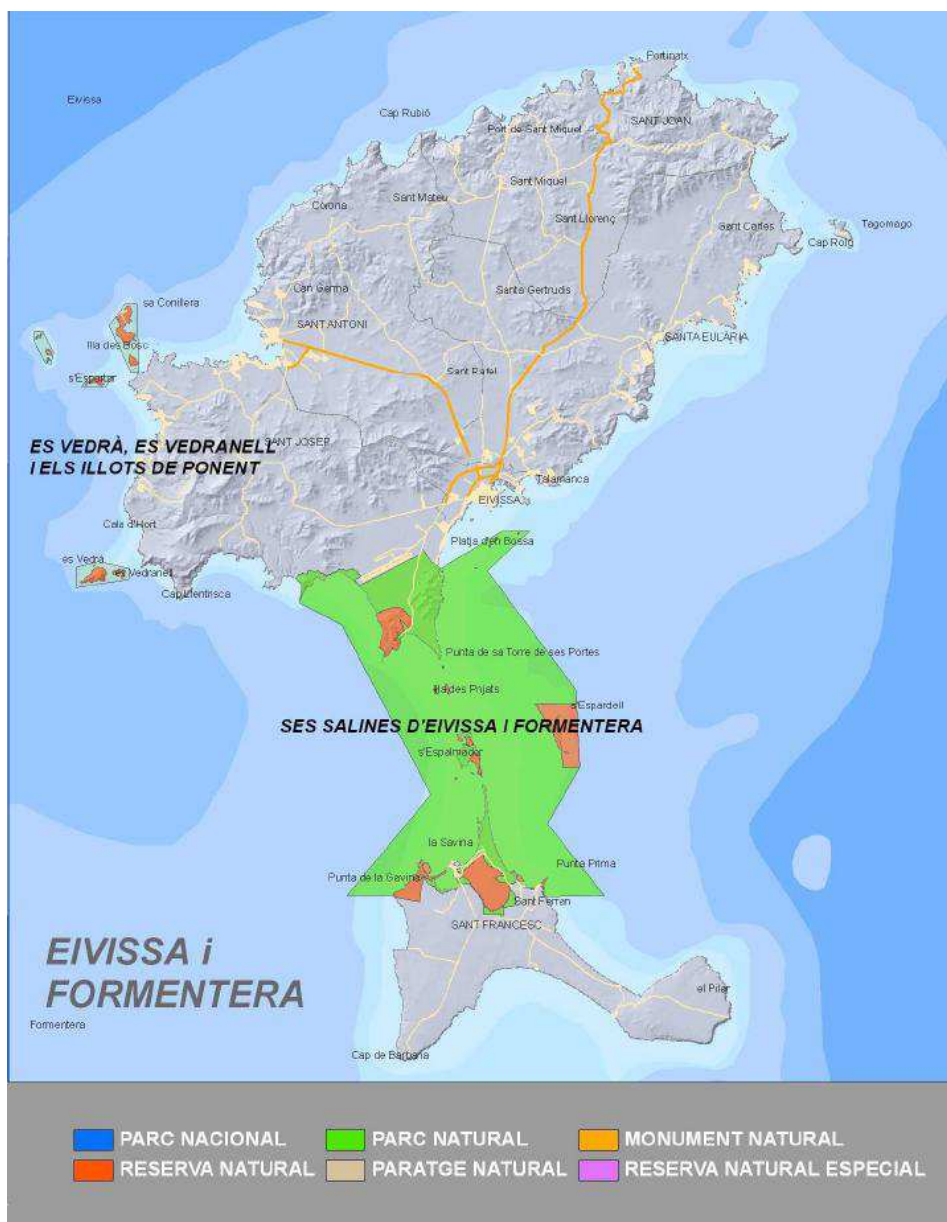 Portinatx
Eivissa
Cap Rubió
Port de Sant Miquel
SANT JOAN
Sant Miquel
Sant Mateu
Corona
Sant Llorenç
Sant Carles
Tagomago
Cap Roig
Santa Gertrudis
sa Conillera
SANT ANTONI
Illa des Bosc
SANTA EULÀRIA
Sant Rafel
s'Espartar
ES VEDRÀ, ES VEDRANELL
I ELS ILLOTS DE PONENT
SANT JOSEP
Talamanca
EIVISSA
Cala d'Hort
Platja d'en Bossa
es Vedrà
es Vedranell
Cap Llentrisca
Punta de sa Torre de ses Portes
Illa des Penjats
s'Espardell
SES SALINES D'EIVISSA I FORMENTERA
s'Espalmador
la Savina
Punta Prima
Punta de la Gavina
Sant Ferran
SANT FRANCESC
EIVISSA i
FORMENTERA
el Pilar
Formentera
Cap de Barbaria
PARC NACIONAL
PARC NATURAL
MONUMENT NATURAL
RESERVA NATURAL
PARATGE NATURAL
RESERVA NATURAL ESPECIAL